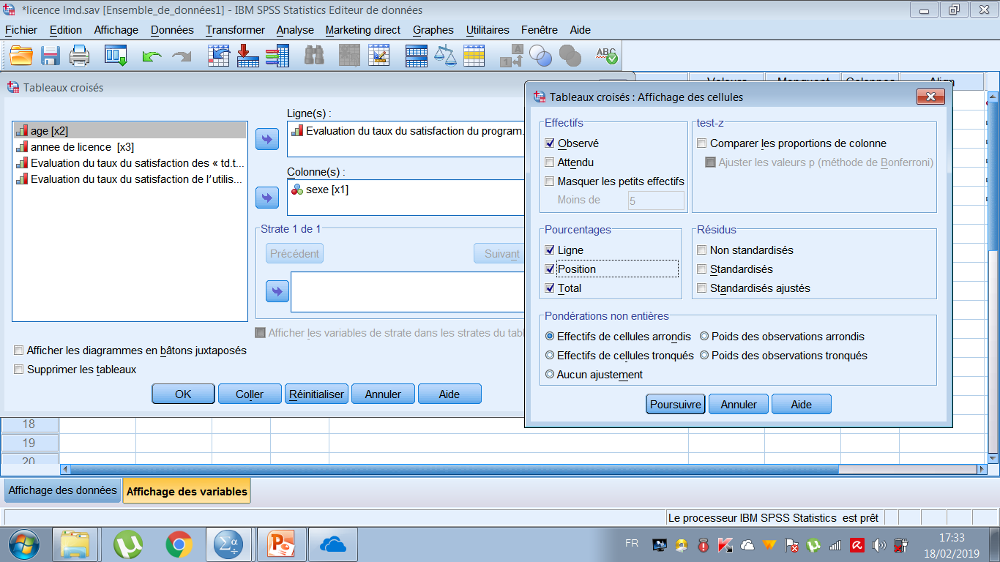 *licence lmd.sav [Ensemble_de_données1] - IBM SPSS Statistics Editeur de données
Fichier Edition Affichage Données Transformer Analyse Marketing direct Graphes Utilitaires Fenêtre Aide
Tableaux croisés
age [x2]
annee de licence [x3]
Evaluation du taux du satisfaction des « td.t...
Evaluation du taux du satisfaction de l'utilis...
Ligne(s) :
Evaluation du taux du satisfaction du program.
Colonne(s) :
sexe [x1]
Strate 1 de 1
Précédent
Suivant
Afficher les variables de strate dans les strates du
Afficher les diagrammes en bâtons juxtaposés
Supprimer les tableaux
OK Coller Réinitialiser Annuler Aide
Colonnes Align
Tableaux croisés : Affichage des cellules
Effectifs
Observé
Attendu
Masquer les petits effectifs
Moins de 5
test-z
Comparer les proportions de colonne
Ajuster les valeurs p (méthode de Bonferroni)
Pourcentages
Ligne
Position
Total
Résidus
Non standardisés
Standardisés
Standardisés ajustés
Pondérations non entières
Effectifs de cellules arrondis Poids des observations arrondis
Effectifs de cellules tronqués Poids des observations tronqués
Aucun ajustement
Poursuivre Annuler Aide
18
19
20
Affichage des données Affichage des variables
Le processeur IBM SPSS Statistics est prêt
FR
17:33
18/02/2019